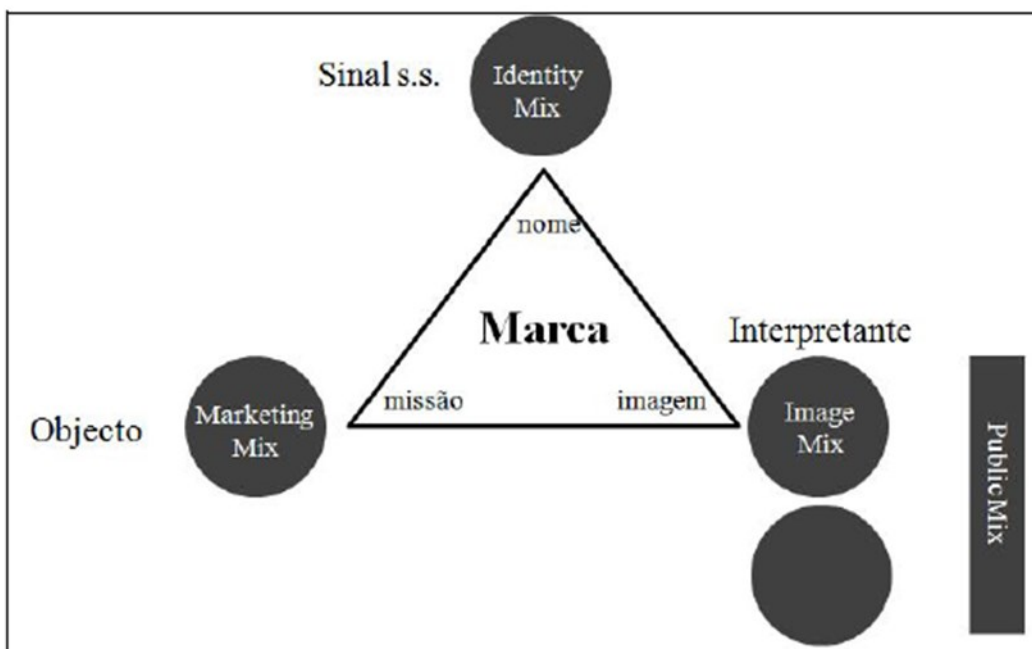 Sinal s.s.
Identity
Mix
nome
Marca
Interpretante
missão
imagem
Objecto
Marketing
Mix
Image
Mix
Public Mix